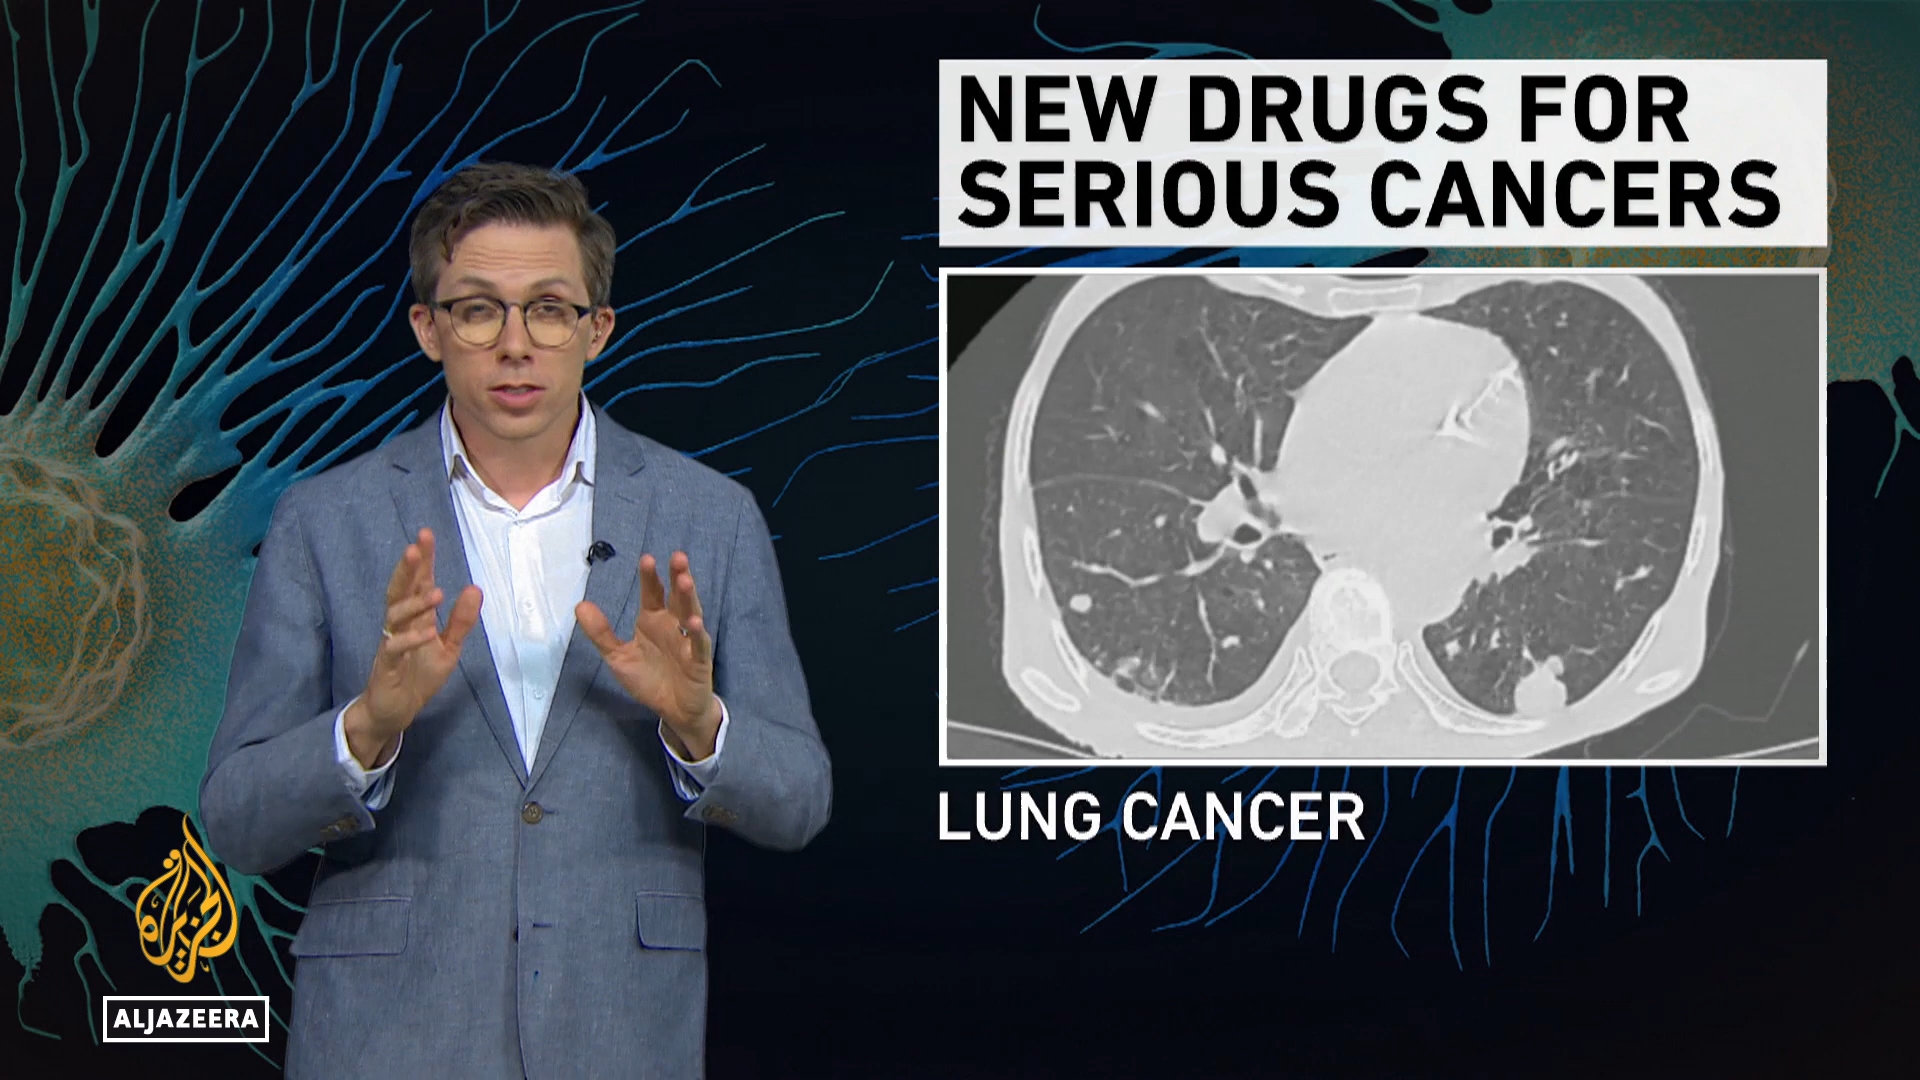 NEW DRUGS FOR
SERIOUS CANCERS
LUNG CANCER
الجزيرة
ALJAZEERA